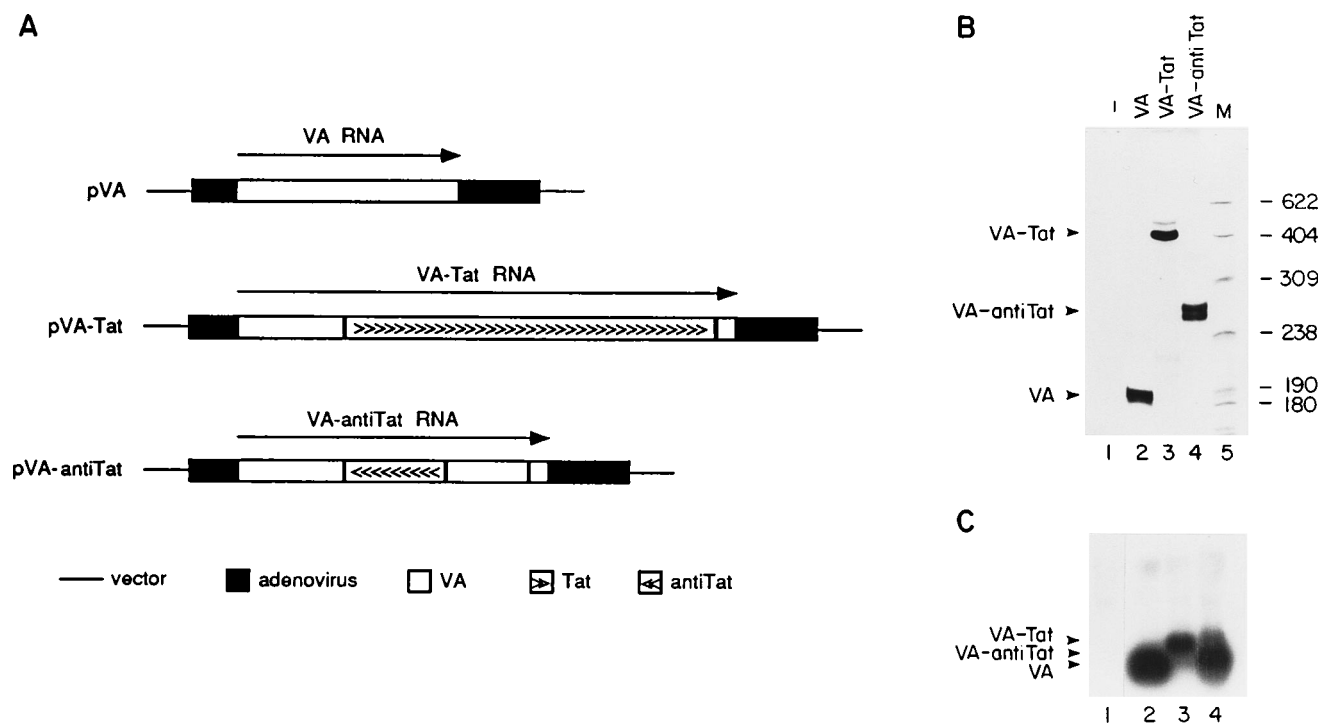 A
VA RNA
pVA
VA-Tat RNA
pVA-Tat
VA-antiTat RNA
pVA-antiTat
vector
adenovirus
VA
Tat
antiTat
B
–
VA
VA-Tat
VA-anti Tat
M
VA-Tat
VA-antiTat
VA
– 622
– 404
– 309
– 238
– 190
– 180
1 2 3 4 5
C
VA-Tat
VA-antiTat
VA
1 2 3 4